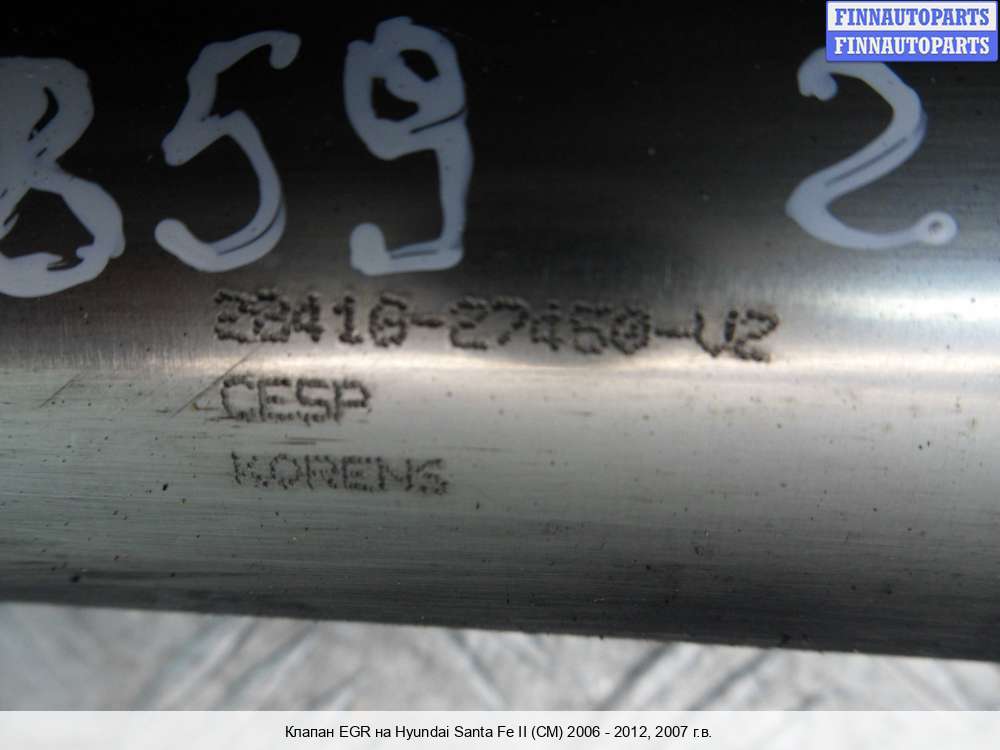 FINNAUTOPARTS
FINNAUTOPARTS
859 2
28410-27460-V2
CESP
KORENS
Клапан EGR на Hyundai Santa Fe II (CM) 2006 - 2012, 2007 г.в.